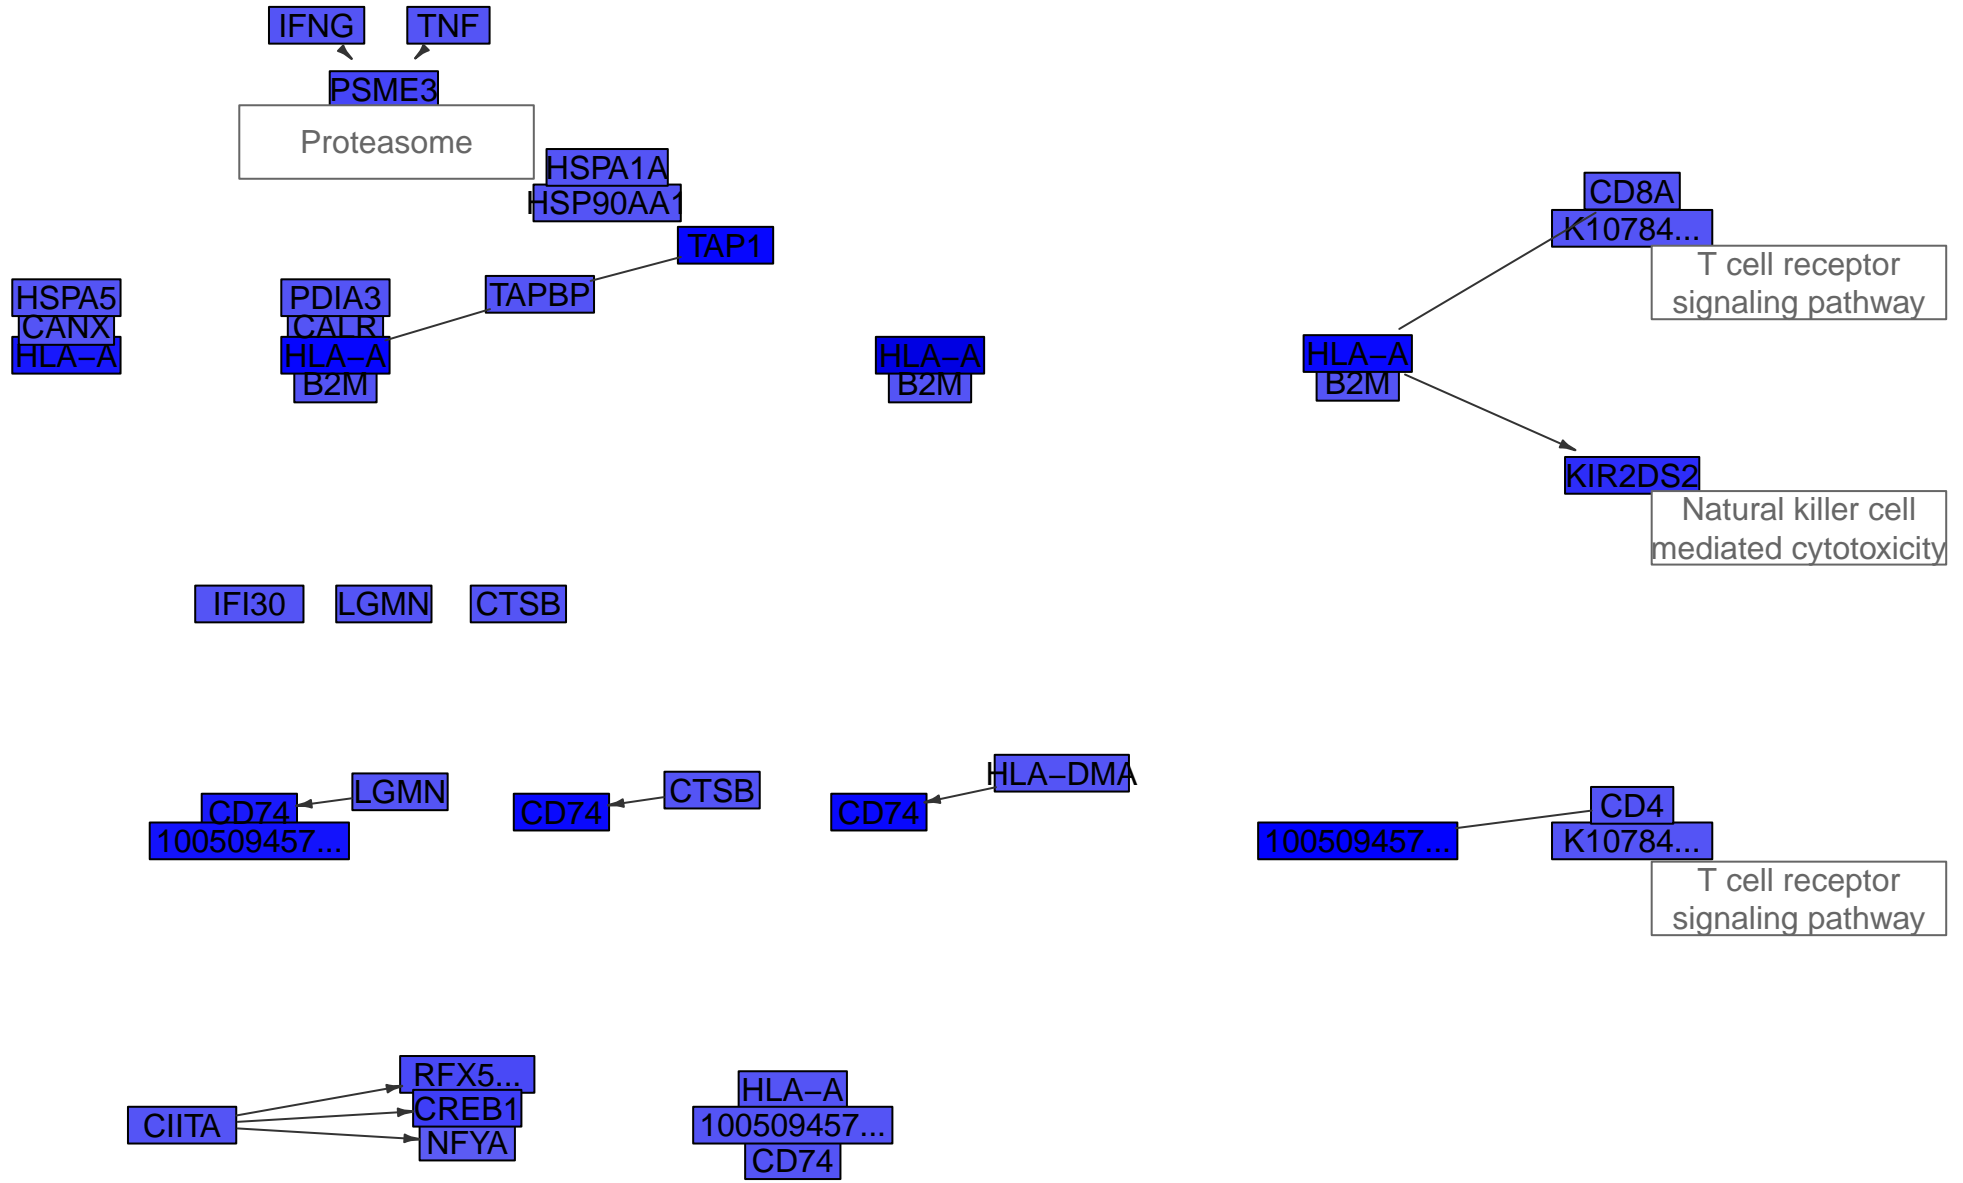 IFNG
TNF
PSME3
Proteasome
HSPA1A
HSP90AA1
TAP1
CD8A
K10784...
T cell receptor
signaling pathway
HSPA5
CANX
HLA−A
PDIA3
CALR
HLA−A
B2M
TAPBP
HLA−A
B2M
HLA−A
B2M
KIR2DS2
Natural killer cell
mediated cytotoxicity
IFI30
LGMN
CTSB
CD74
100509457...
LGMN
CD74
CTSB
CD74
HLA−DMA
100509457...
CD4
K10784...
T cell receptor
signaling pathway
CIITA
RFX5...
CREB1
NFYA
HLA−A
100509457...
CD74